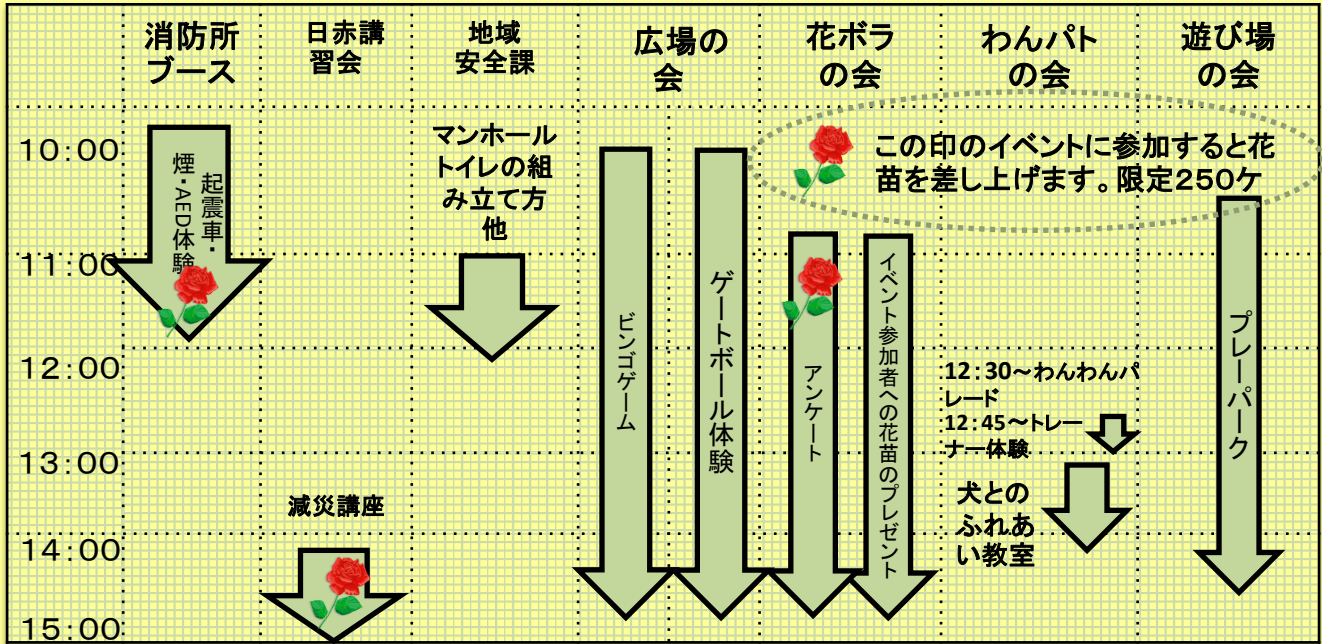 消防所
ブース
日赤講
習会
地域
安全課
広場の
会
花ボラ
の会
わんパト
の会
遊び場
の会
10:00
11:00
12:00
13:00
14:00
15:00
起震車・
煙・AED体験
減災講座
マンホール
トイレの組
み立て方
他
ビンゴゲーム
ゲートボール体験
この印のイベントに参加すると花
苗を差し上げます。限定250ケ
アンケート
イベント参加者への花苗のプレゼント
12:30~わんわんパ
レード
12:45~トレー
ナー体験
犬との
ふれあ
い教室
プレーパーク